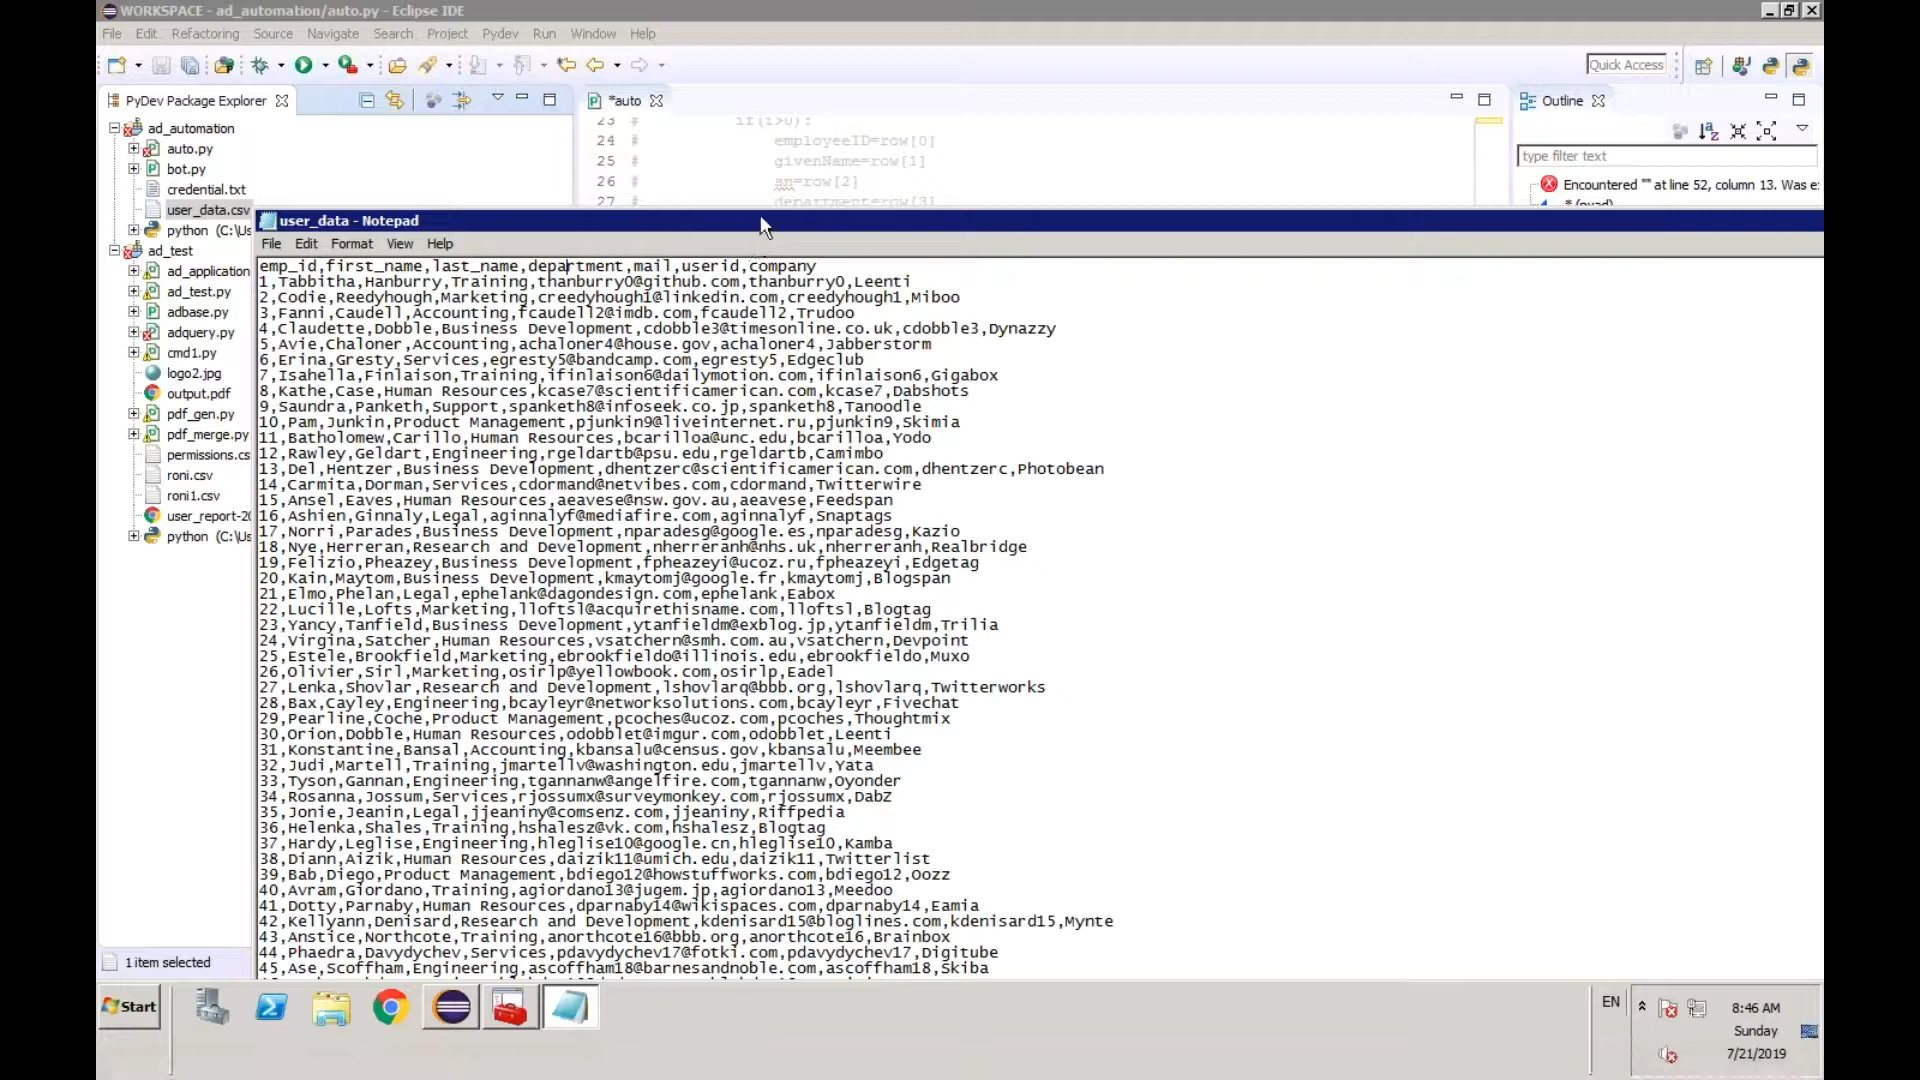 WORKSPACE - ad_automation/auto.py - Eclipse IDE
File Edit Refactoring Source Navigate Search Project Pydev Run Window Help
Quick Access
PyDev Package Explorer
*auto
Outline
ad_automation
auto.py
bot.py
credential.txt
user_data.csv
python (C:\Us
ad_test
ad_application
ad_test.py
adbase.py
adquery.py
cmd1.py
logo2.jpg
output.pdf
pdf_gen.py
pdf_merge.py
permissions.cs
roni.csv
roni1.csv
user_report-20
python (C:\Us
1 item selected
23 # if(i>0):
24 # employeeID=row[0]
25 # givenName=row[1]
26 # sn=row[2]
27 department=row[3]
type filter text
Encountered "" at line 52, column 13. Was e
user_data - Notepad
File Edit Format View Help
emp_id,first_name,last_name,department,mail,userid,company
1,Tabbitha,Hanburry,Training,thanburry0@github.com,thanburry0,Leenti
2,Codie,Reedyhough,Marketing,creedyhough1@linkedin.com,creedyhough1,Miboo
3,Fanni,Caudell,Accounting,fcaudell2@imdb.com,fcaudell2,Trudoo
4,Claudette,Dobble,Business Development,cdobble3@timesonline.co.uk,cdobble3,Dynazzy
5,Avie,Chaloner,Accounting,achaloner4@house.gov,achaloner4,Jabberstorm
6,Erina,Gresty,Services,egresty5@bandcamp.com,egresty5,Edgeclub
7,Isahella,Finlaison,Training,ifinlaison6@dailymotion.com,ifinlaison6,Gigabox
8,Kathe,Case,Human Resources,kcase7@scientificamerican.com,kcase7,Dabshots
9,Saundra,Panketh,Support,spanketh8@infoseek.co.jp,spanketh8,Tanoodle
10,Pam,Junkin,Product Management,pjunkin9@liveinternet.ru,pjunkin9,Skimia
11,Batholomew,Carillo,Human Resources,bcarilloa@unc.edu,bcarilloa,Yodo
12,Rawley,Geldart,Engineering,rgeldartb@psu.edu,rgeldartb,Camimbo
13,Del,Hentzer,Business Development,dhentzerc@scientificamerican.com,dhentzerc,Photobean
14,Carmita,Dorman,Services,cdormand@netvibes.com,cdormand,Twitterwire
15,Ansel,Eaves,Human Resources,aeavese@nsw.gov.au,aeavese,Feedspan
16,Ashien,Ginnaly,Legal,aginnalyf@mediafire.com,aginnalyf,Snaptags
17,Norri,Parades,Business Development,nparadesg@google.es,nparadesg,Kazio
18,Nye,Herreran,Research and Development,nherreranh@nhs.uk,nherreranh,Realbridge
19,Felizio,Pheazey,Business Development,fpheazeyi@ucoz.ru,fpheazeyi,Edgetag
20,Kain,Maytom,Business Development,kmaytomj@google.fr,kmaytomj,Blogspan
21,Elmo,Phelan,Legal,ephelank@dagondesign.com,ephelank,Eabox
22,Lucille,Lofts,Marketing,lloftsl@acquirethisname.com,lloftsl,Blogtag
23,Yancy,Tanfield,Business Development,ytanfieldm@exblog.jp,ytanfieldm,Trilia
24,Virgina,Satcher,Human Resources,vsatchern@smh.com.au,vsatchern,Devpoint
25,Estele,Brookfield,Marketing,ebrookfieldo@illinois.edu,ebrookfieldo,Muxo
26,Olivier,Sirl,Marketing,osirlp@yellowbook.com,osirlp,Eadel
27,Lenka,Shovlar,Research and Development,lshovlarq@bbb.org,lshovlarq,Twitterworks
28,Bax,Cayley,Engineering,bcayleyr@networksolutions.com,bcayleyr,Fivechat
29,Pearline,Coche,Product Management,pcoches@ucoz.com,pcoches,Thoughtmix
30,Orion,Dobble,Human Resources,odobblet@imgur.com,odobblet,Leenti
31,Konstantine,Bansal,Accounting,kbansalu@census.gov,kbansalu,Meembee
32,Judi,Martell,Training,jmartellv@washington.edu,jmartellv,Yata
33,Tyson,Gannan,Engineering,tgannanw@angelfire.com,tgannanw,Oyonder
34,Rosanna,Jossum,Services,rjossumx@surveymonkey.com,rjossumx,DabZ
35,Jonie,Jeanin,Legal,jjeaniny@comsenz.com,jjeaniny,Riffpedia
36,Helenka,Shales,Training,hshalesz@vk.com,hshalesz,Blogtag
37,Hardy,Leglise,Engineering,hleglise10@google.cn,hleglise10,Kamba
38,Diann,Aizik,Human Resources,daizik11@umich.edu,daizik11,Twitterlist
39,Bab,Diego,Product Management,bdiego12@howstuffworks.com,bdiego12,Oozz
40,Avram,Giordano,Training,agiordano13@jugem.jp,agiordano13,Meedoo
41,Dotty,Parnaby,Human Resources,dparnaby14@wikispaces.com,dparnaby14,Eamia
42,Kellyann,Denisard,Research and Development,kdenisard15@bloglines.com,kdenisard15,Mynte
43,Anstice,Northcote,Training,anorthcote16@bbb.org,anorthcote16,Brainbox
44,Phaedra,Davydychev,Services,pdavydychev17@fotki.com,pdavydychev17,Digitube
45,Ase,Scoffham,Engineering,ascoffham18@barnesandnoble.com,ascoffham18,Skiba
Start
EN
8:46 AM
Sunday
7/21/2019